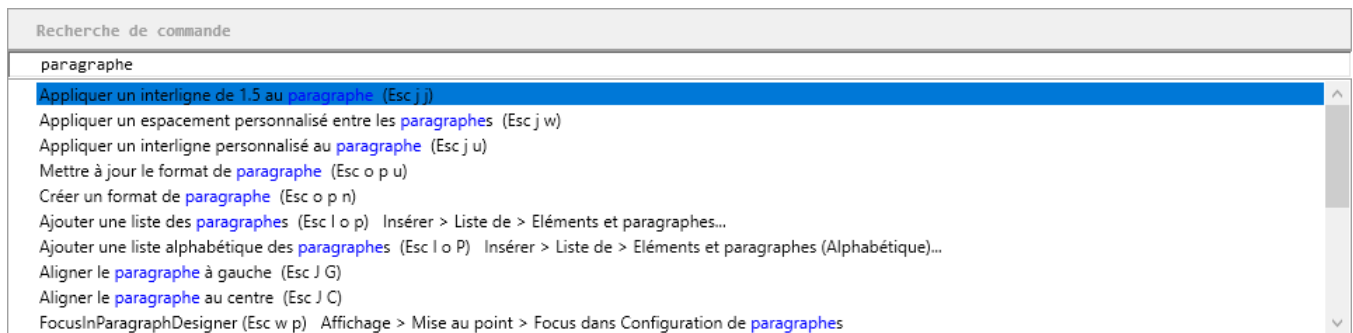 Recherche de commande
paragraphe
Appliquer un interligne de 1.5 au paragraphe (Esc j j)
Appliquer un espacement personnalisé entre les paragraphes (Esc j w)
Appliquer un interligne personnalisé au paragraphe (Esc j u)
Mettre à jour le format de paragraphe (Esc o p u)
Créer un format de paragraphe (Esc o p n)
Ajouter une liste des paragraphes (Esc l o p) Insérer > Liste de > Eléments et paragraphes...
Ajouter une liste alphabétique des paragraphes (Esc l o P) Insérer > Liste de > Eléments et paragraphes (Alphabétique)...
Aligner le paragraphe à gauche (Esc J G)
Aligner le paragraphe au centre (Esc J C)
FocusInParagraphDesigner (Esc w p) Affichage > Mise au point > Focus dans Configuration de paragraphes